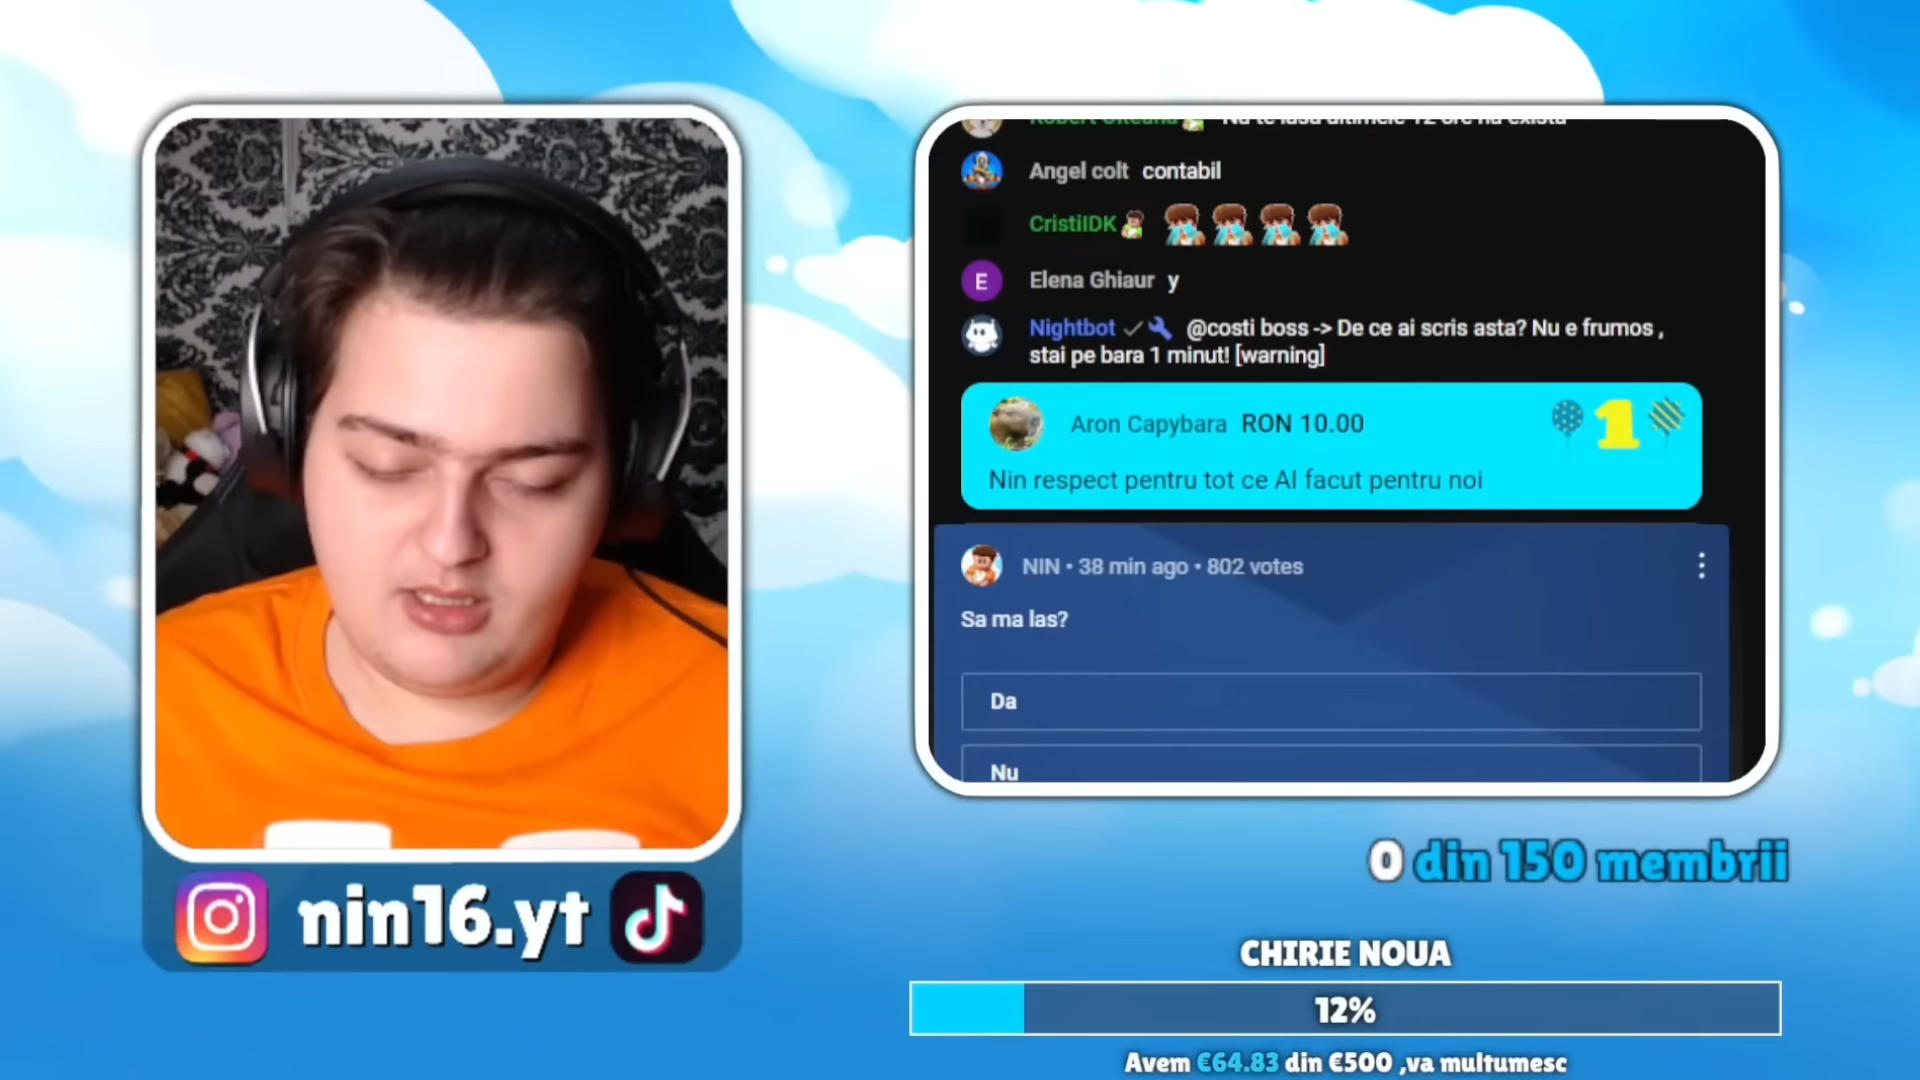 Angel colt contabil
CristiIDK
E Elena Ghiaur y
Nightbot @costi boss -> De ce ai scris asta? Nu e frumos ,
stai pe bara 1 minut! [warning]
Aron Capybara RON 10.00 1
Nin respect pentru tot ce AI facut pentru noi
NIN • 38 min ago • 802 votes
Sa ma las?
Da
Nu
nin16.yt
0 din 150 membrii
CHIRIE NOUA
12%
Avem €64.83 din €500 ,va multumesc